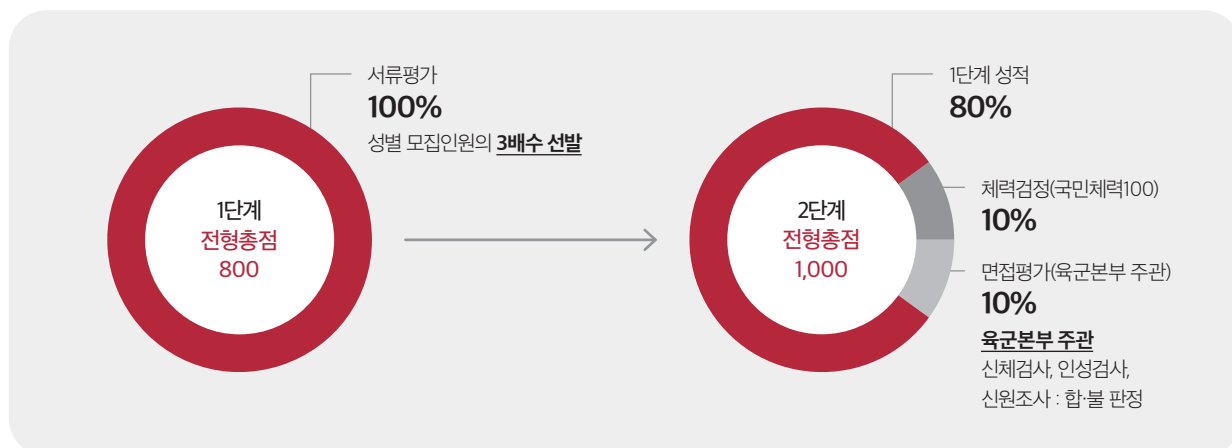 서류평가
100%
성별 모집인원의 3배수 선발
1단계
전형총점
800
1단계 성적
80%
체력검정(국민체력100)
10%
2단계
전형총점
1,000
면접평가(육군본부 주관)
10%
육군본부 주관
신체검사, 인성검사,
신원조사 : 합·불 판정